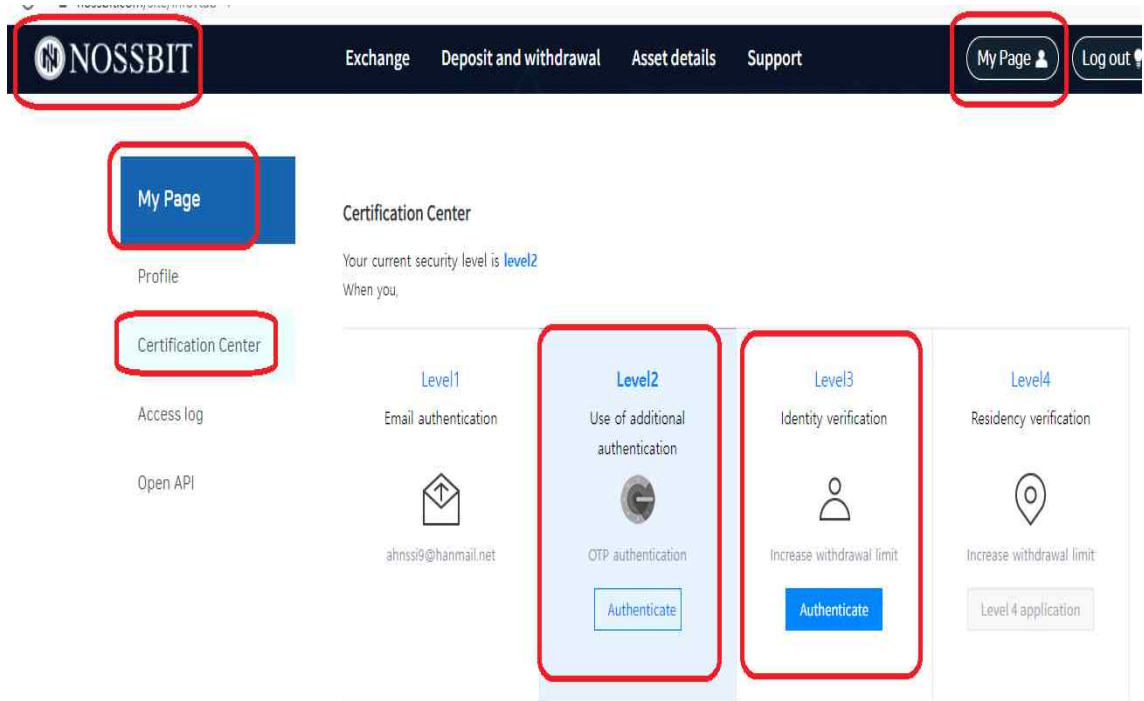 NOSSBIT
Exchange Deposit and withdrawal Asset details Support My Page Log out
My Page
Profile
Certification Center
Access log
Open API
Certification Center
Your current security level is level2
When you,
Level1
Email authentication
ahnssi9@hanmail.net
Level2
Use of additional
authentication
OTP authentication
Authenticate
Level3
Identity verification
Increase withdrawal limit
Authenticate
Level4
Residency verification
Increase withdrawal limit
Level 4 application